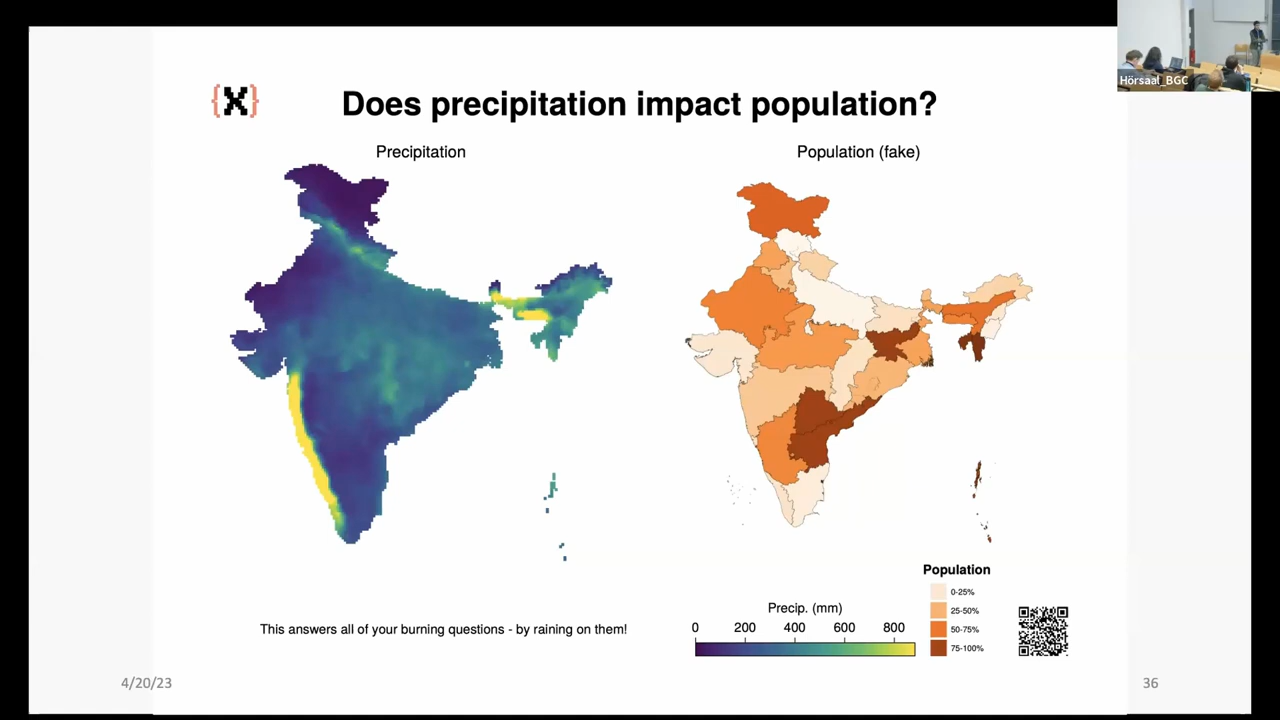 Hörsaal_BGC
{X}
Does precipitation impact population?
Precipitation
Population (fake)
Population
0-25%
25-50%
50-75%
75-100%
Precip. (mm)
0 200 400 600 800
This answers all of your burning questions - by raining on them!
4/20/23
36